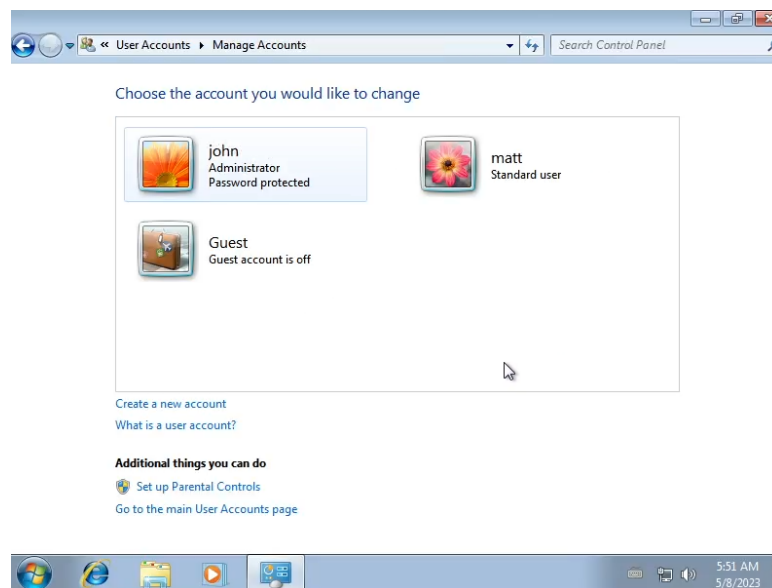 « User Accounts ▸ Manage Accounts
Search Control Panel
Choose the account you would like to change
john
Administrator
Password protected
matt
Standard user
Guest
Guest account is off
Create a new account
What is a user account?
Additional things you can do
Set up Parental Controls
Go to the main User Accounts page
5:51 AM
5/8/2023